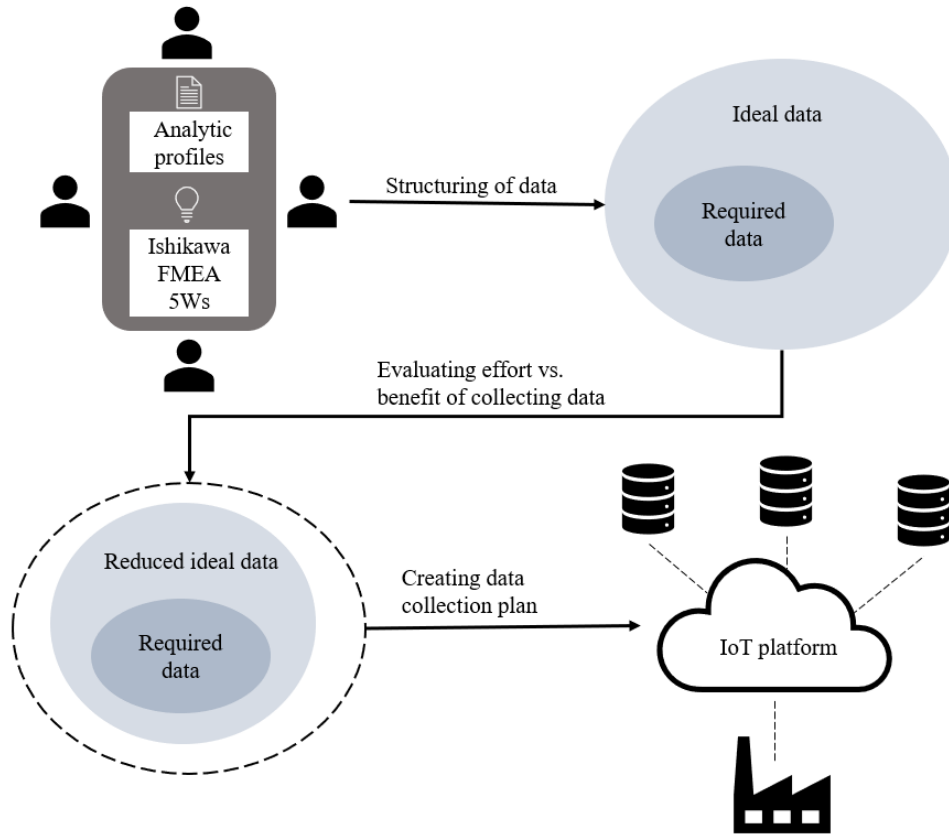 Analytic
profiles
Ishikawa
FMEA
5Ws
Structuring of data
Ideal data
Required
data
Evaluating effort vs.
benefit of collecting data
Reduced ideal data
Required
data
Creating data
collection plan
IoT platform